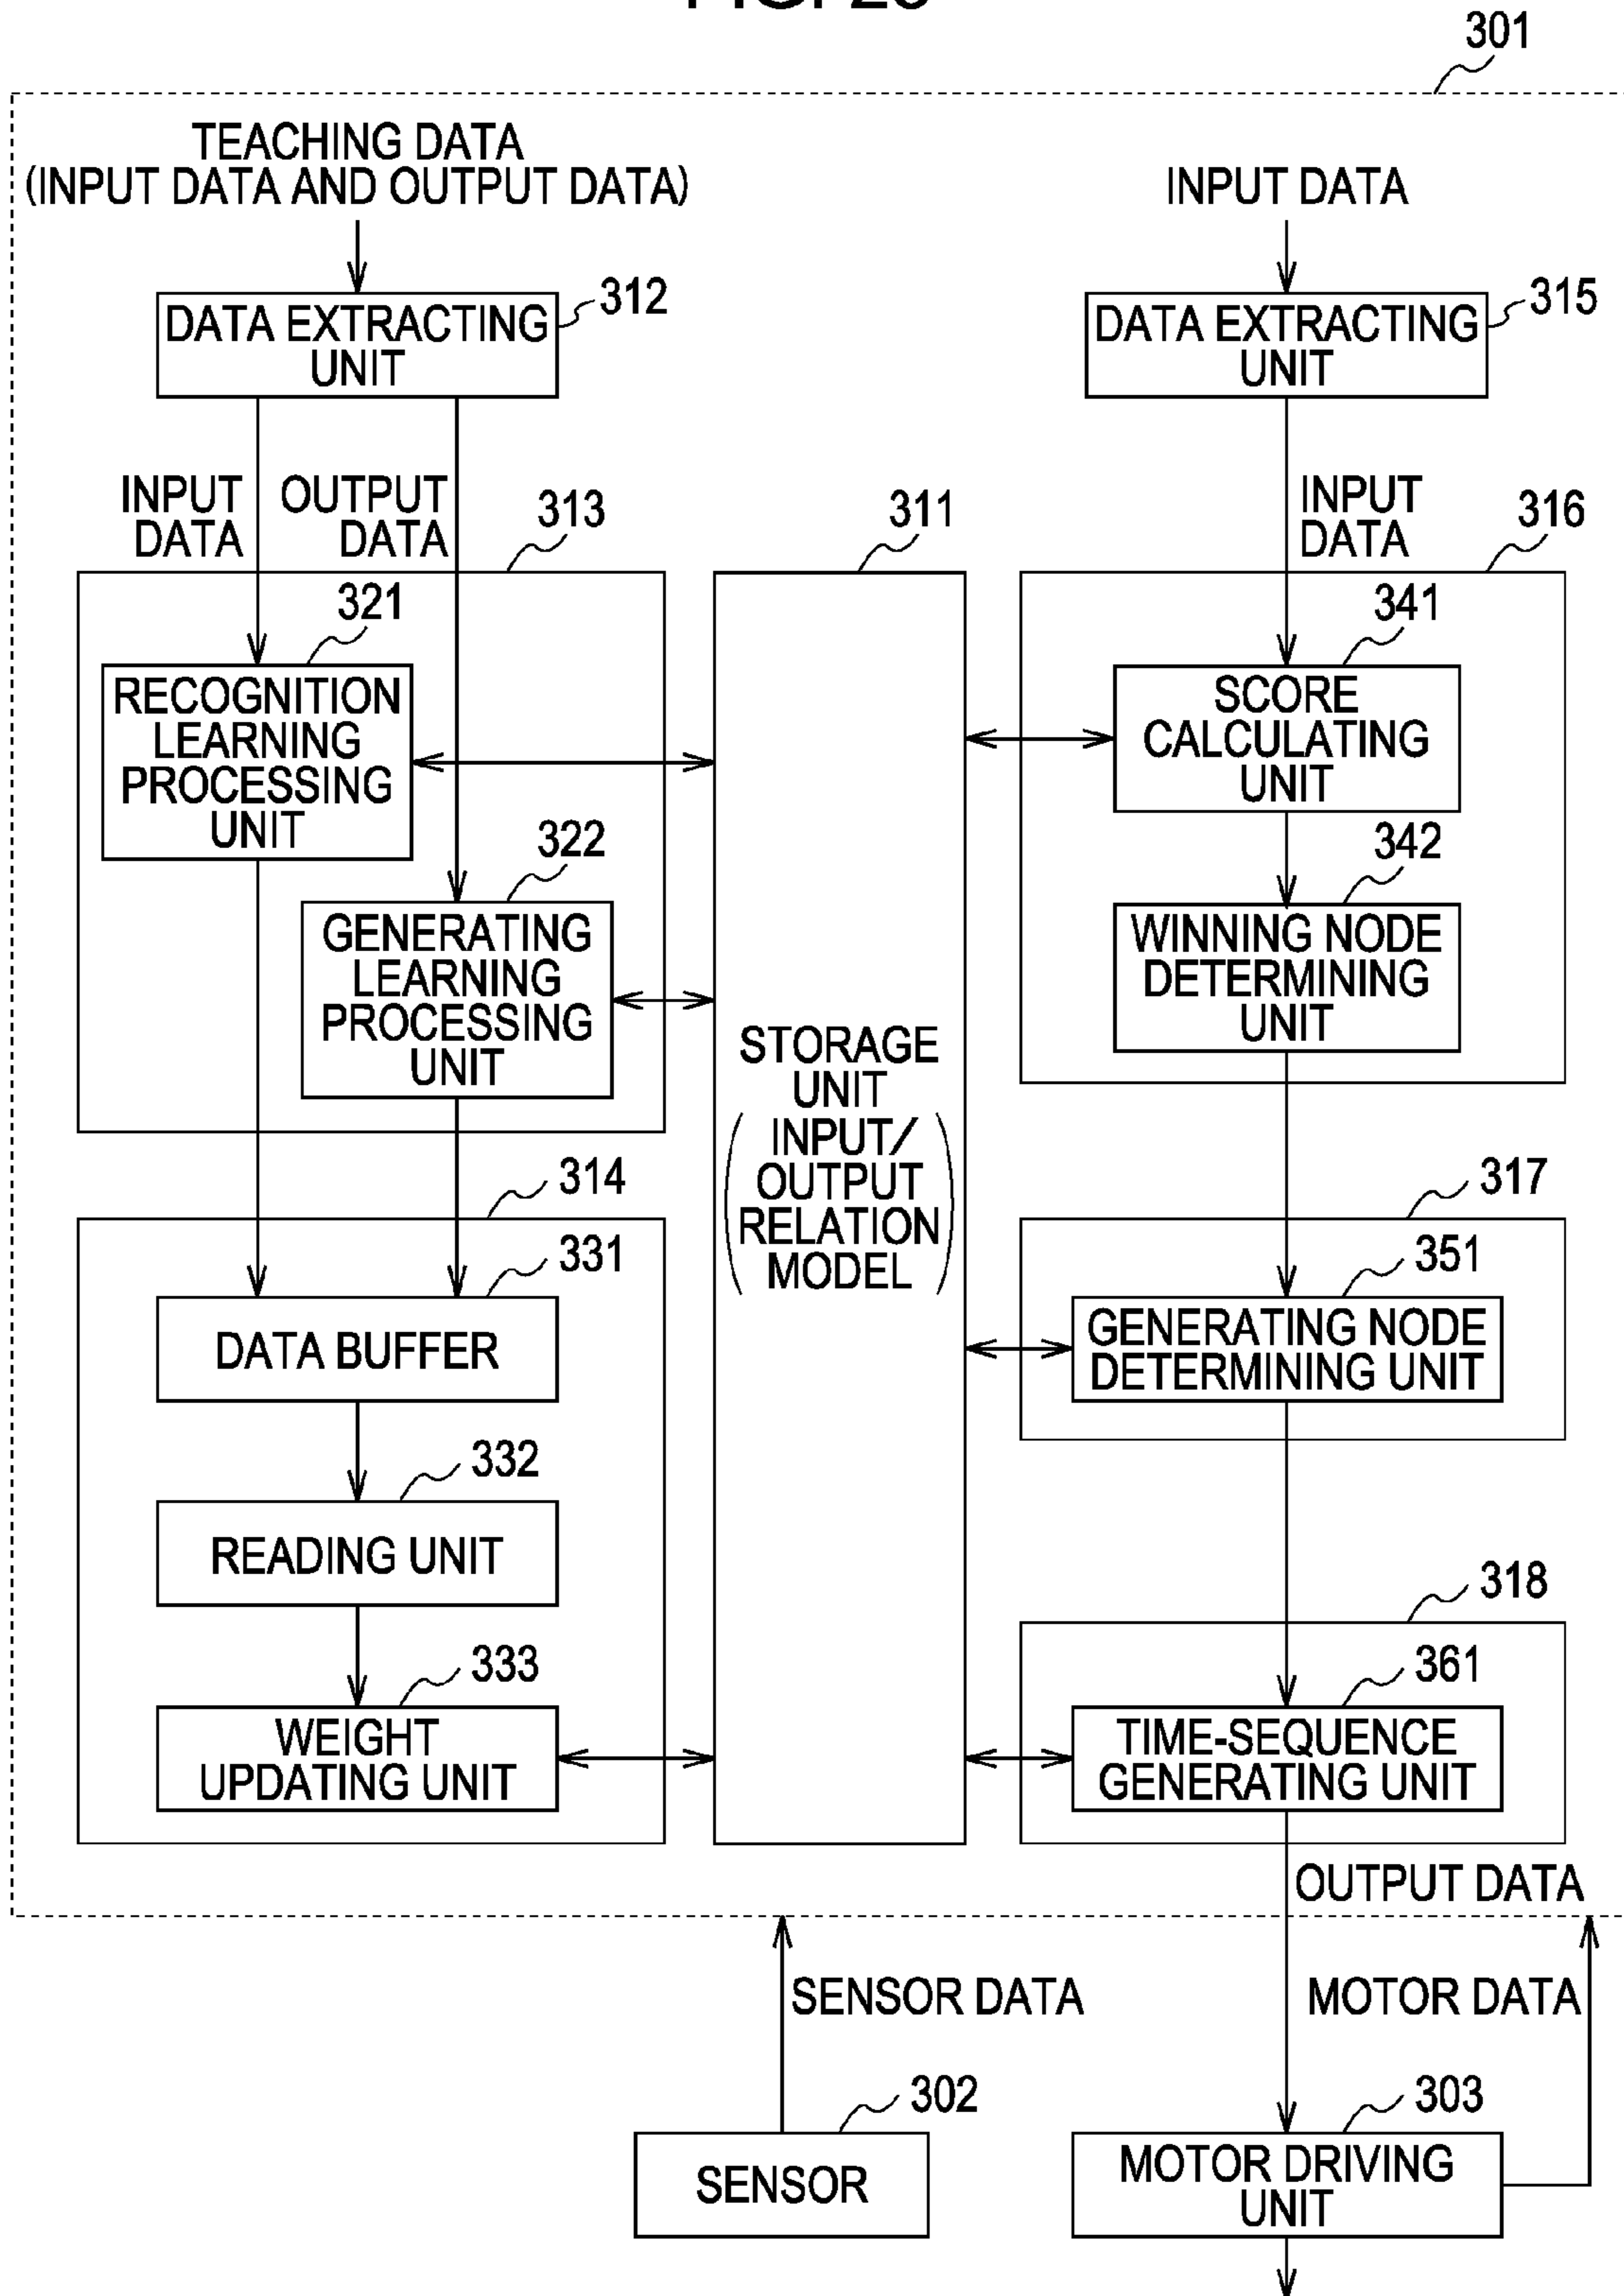 301
TEACHING DATA
(INPUT DATA AND OUTPUT DATA)
INPUT DATA
312
DATA EXTRACTING
UNIT
315
DATA EXTRACTING
UNIT
INPUT
DATA
OUTPUT
DATA
313
311
INPUT
DATA
316
321
RECOGNITION
LEARNING
PROCESSING
UNIT
322
GENERATING
LEARNING
PROCESSING
UNIT
STORAGE
UNIT
(INPUT/
OUTPUT
RELATION
MODEL)
341
SCORE
CALCULATING
UNIT
342
WINNING NODE
DETERMINING
UNIT
314
331
DATA BUFFER
332
READING UNIT
333
WEIGHT
UPDATING UNIT
317
351
GENERATING NODE
DETERMINING UNIT
318
361
TIME-SEQUENCE
GENERATING UNIT
OUTPUT DATA
SENSOR DATA
MOTOR DATA
302
SENSOR
303
MOTOR DRIVING
UNIT